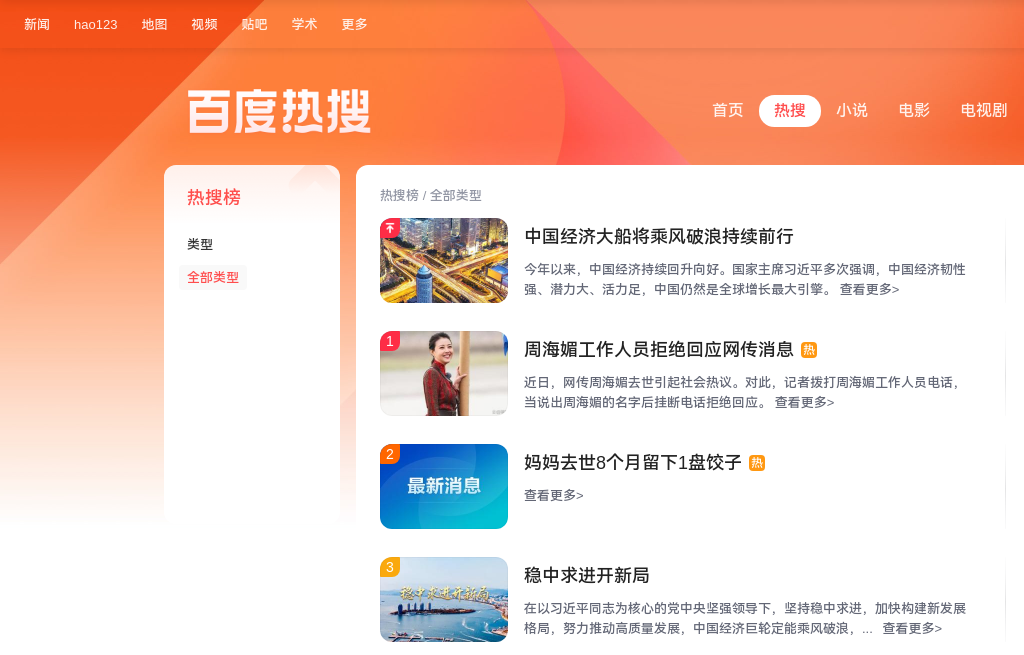 新闻 hao123 地图 视频 贴吧 学术 更多
百度热搜
首页 热搜 小说 电影 电视剧
热搜榜
类型
全部类型
热搜榜 / 全部类型
中国经济大船将乘风破浪持续前行
今年以来，中国经济持续回升向好。国家主席习近平多次强调，中国经济韧性
强、潜力大、活力足，中国仍然是全球增长最大引擎。 查看更多>
1
周海媚工作人员拒绝回应网传消息 热
近日，网传周海媚去世引起社会热议。对此，记者拨打周海媚工作人员电话，
当说出周海媚的名字后挂断电话拒绝回应。 查看更多>
2
最新消息
妈妈去世8个月留下1盘饺子 热
查看更多>
3
稳中求进开新局
稳中求进开新局
在以习近平同志为核心的党中央坚强领导下，坚持稳中求进，加快构建新发展
格局，努力推动高质量发展，中国经济巨轮定能乘风破浪，... 查看更多>